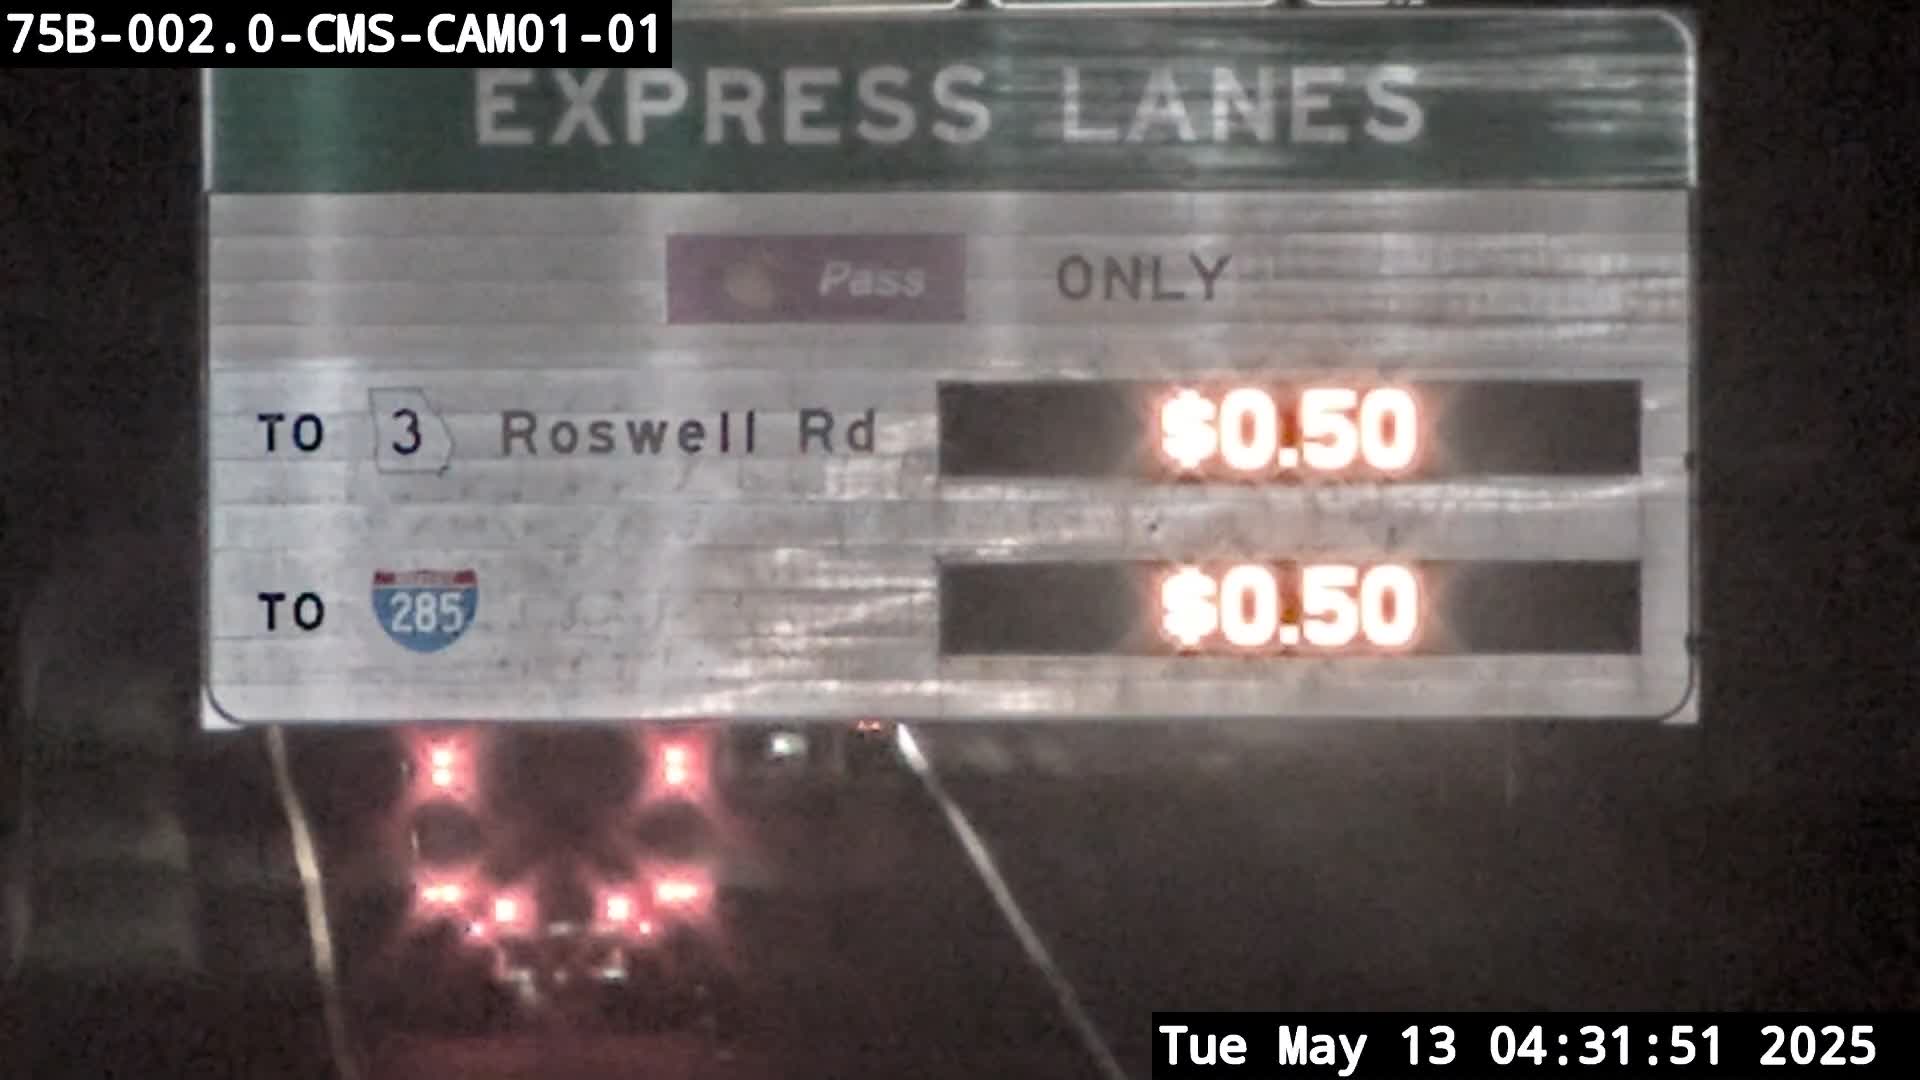 75B-002.0-CMS-CAM01-01
EXPRESS LANES
Pass ONLY
TO 3 Roswell Rd $0.50
TO 285 $0.50
Tue May 13 04:31:51 2025